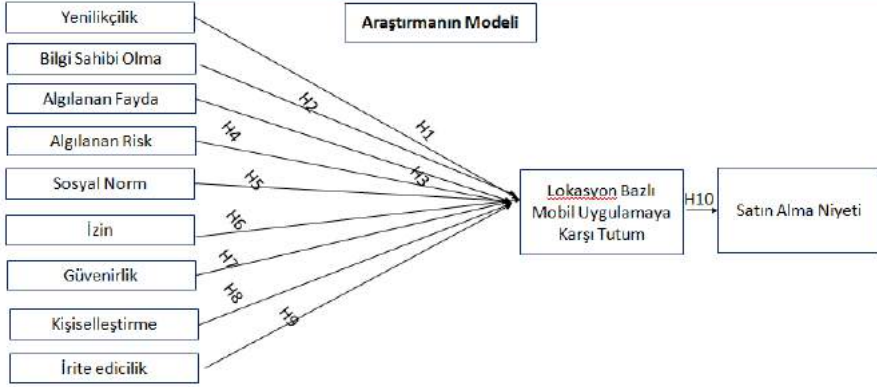 Araştırmanın Modeli
Yenilikçilik
Bilgi Sahibi Olma
Algılanan Fayda
Algılanan Risk
Sosyal Norm
İzin
Güvenirlik
Kişiselleştirme
İrite edicilik
H1
H2
H3
H4
H5
H6
H7
H8
H9
Lokasyon Bazlı
Mobil Uygulamaya
Karşı Tutum
H10
Satın Alma Niyeti